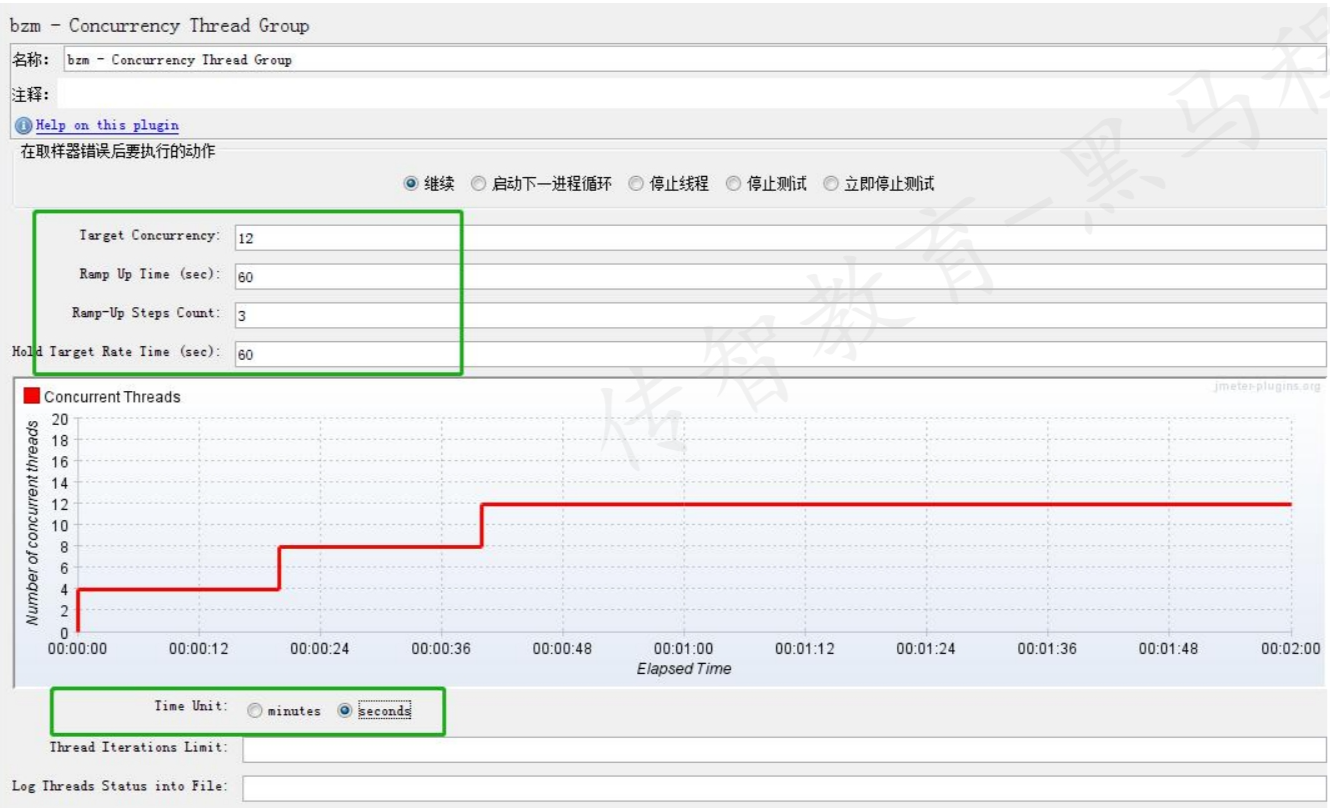 bzm - Concurrency Thread Group
名称: bzm - Concurrency Thread Group
注释:
Help on this plugin
在取样器错误后要执行的动作
继续 启动下一进程循环 停止线程 停止测试 立即停止测试
Target Concurrency: 12
Ramp Up Time (sec): 60
Ramp-Up Steps Count: 3
Hold Target Rate Time (sec): 60
Concurrent Threads
jmeter-plugins.org
Number of concurrent threads
20
18
16
14
12
10
8
6
4
2
0
00:00:00 00:00:12 00:00:24 00:00:36 00:00:48 00:01:00 00:01:12 00:01:24 00:01:36 00:01:48 00:02:00
Elapsed Time
Time Unit: minutes seconds
Thread Iterations Limit:
Log Threads Status into File:
传智教育-黑马程